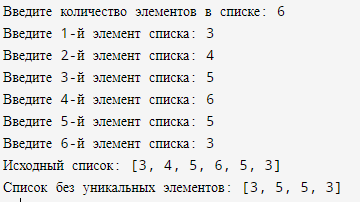 Введите количество элементов в списке: 6
Введите 1-й элемент списка: 3
Введите 2-й элемент списка: 4
Введите 3-й элемент списка: 5
Введите 4-й элемент списка: 6
Введите 5-й элемент списка: 5
Введите 6-й элемент списка: 3
Исходный список: [3, 4, 5, 6, 5, 3]
Список без уникальных элементов: [3, 5, 5, 3]